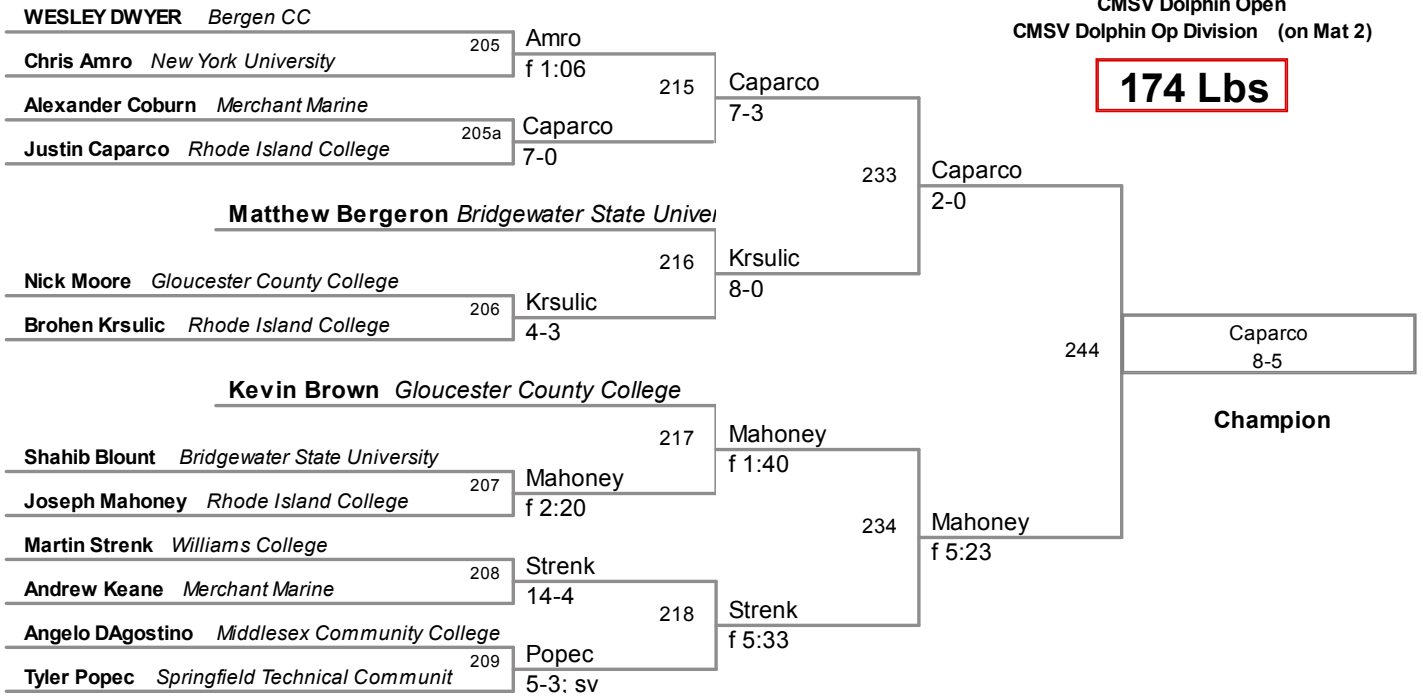 CMSV Dolphin Open
CMSV Dolphin Op Division (on Mat 2)
174 Lbs
WESLEY DWYER Bergen CC
205
Amro
f 1:06
Chris Amro New York University
215
Caparco
7-3
Alexander Coburn Merchant Marine
205a
Caparco
7-0
Justin Caparco Rhode Island College
233
Caparco
2-0
Matthew Bergeron Bridgewater State Univer
216
Krsulic
8-0
Nick Moore Gloucester County College
206
Krsulic
4-3
Brohen Krsulic Rhode Island College
244
Caparco
8-5
Champion
Kevin Brown Gloucester County College
217
Mahoney
f 1:40
Shahib Blount Bridgewater State University
207
Mahoney
f 2:20
Joseph Mahoney Rhode Island College
234
Mahoney
f 5:23
Martin Strenk Williams College
208
Strenk
14-4
Andrew Keane Merchant Marine
218
Strenk
f 5:33
Angelo DAgostino Middlesex Community College
209
Popec
5-3; sv
Tyler Popec Springfield Technical Communit